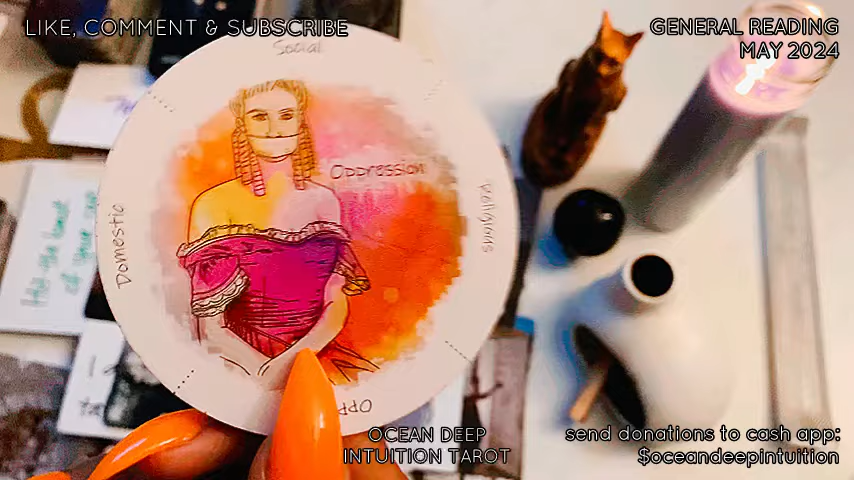 LIKE, COMMENT & SUBSCRIBE
GENERAL READING
MAY 2024
Social
Oppression
Religious
Domestic
OPP
OCEAN DEEP
INTUITION TAROT
send donations to cash app:
$oceandeepintuition